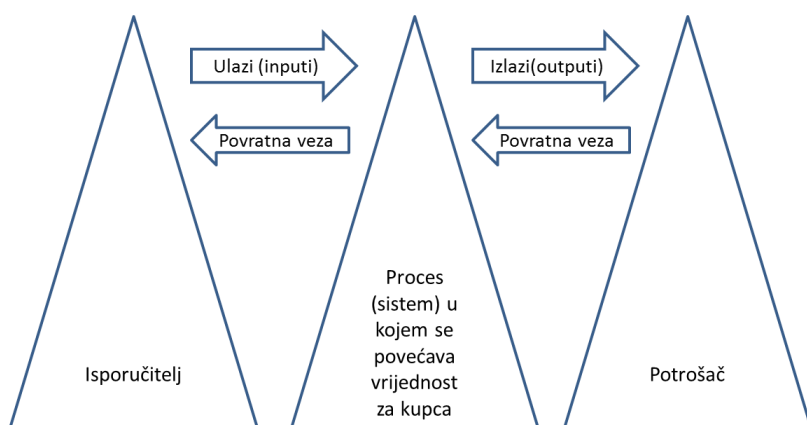 Ulazi (inputi)
Izlazi(outputi)
Povratna veza
Povratna veza
Isporučitelj
Proces
(sistem) u
kojem se
povećava
vrijednost
za kupca
Potrošač